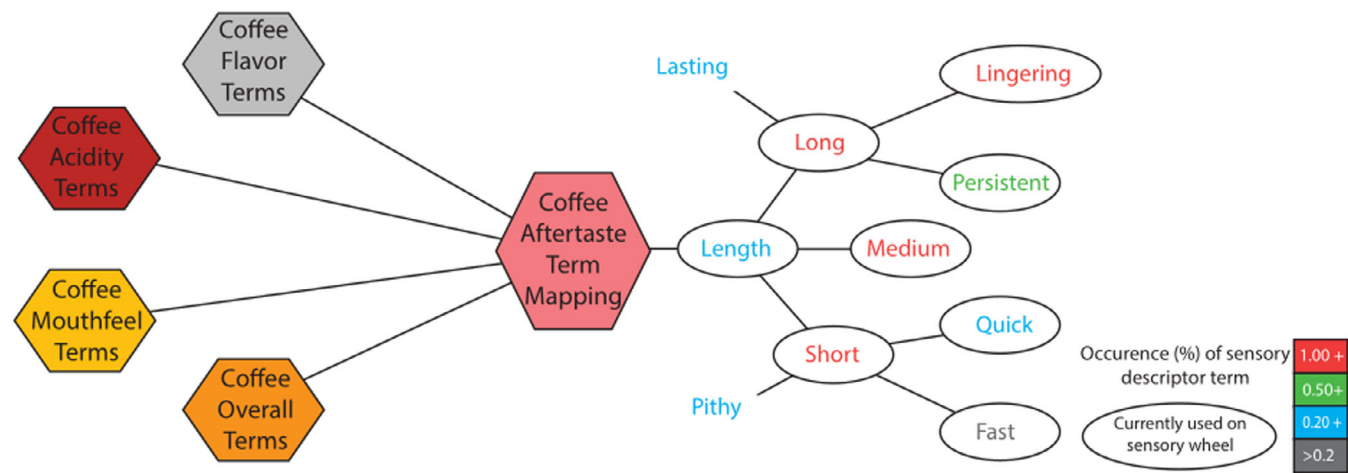 Coffee
Flavor
Terms
Coffee
Acidity
Terms
Coffee
Mouthfeel
Terms
Coffee
Overall
Terms
Coffee
Aftertaste
Term
Mapping
Length
Lasting
Long
Lingering
Persistent
Medium
Short
Quick
Pithy
Fast
Occurence (%) of sensory
descriptor term
Currently used on
sensory wheel
1.00 +
0.50+
0.20 +
>0.2